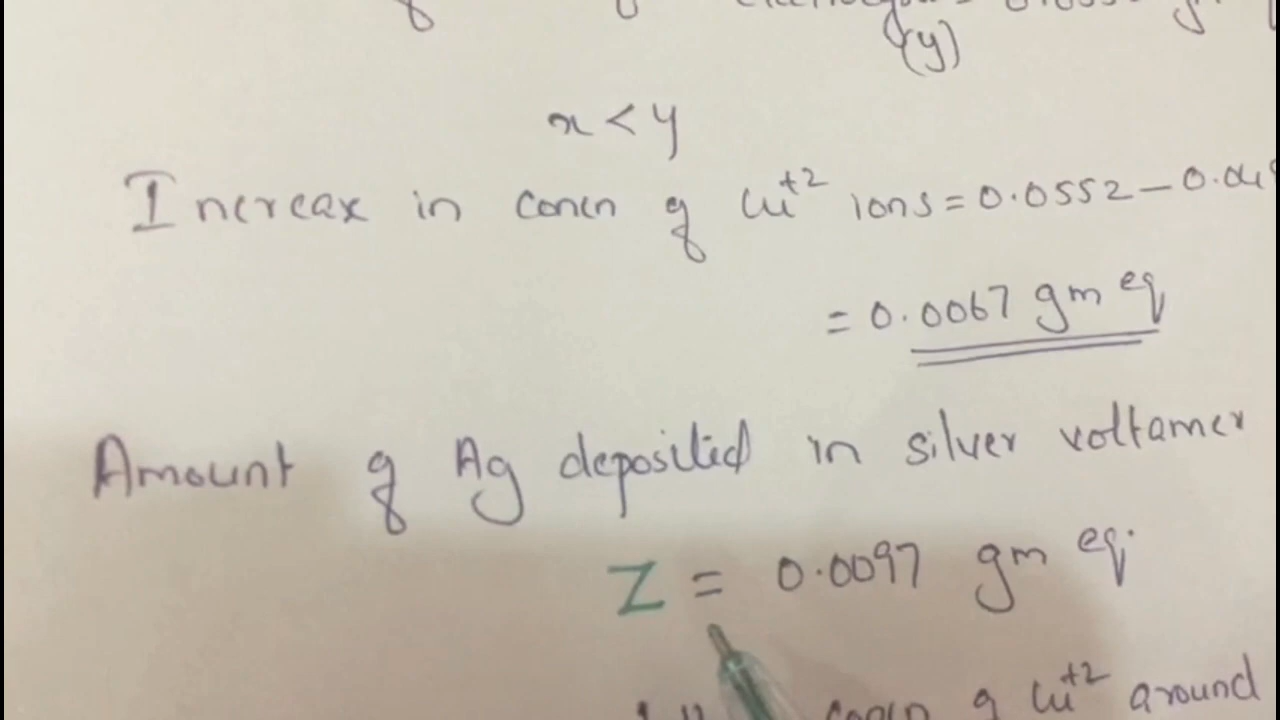 (y)
x < y
Increase in concn of Cu+2 ions = 0.0552 - 0.04
= 0.0067 gm eq
Amount of Ag deposited in silver voltamer
Z = 0.0097 gm eq.
concn of Cu+2 around